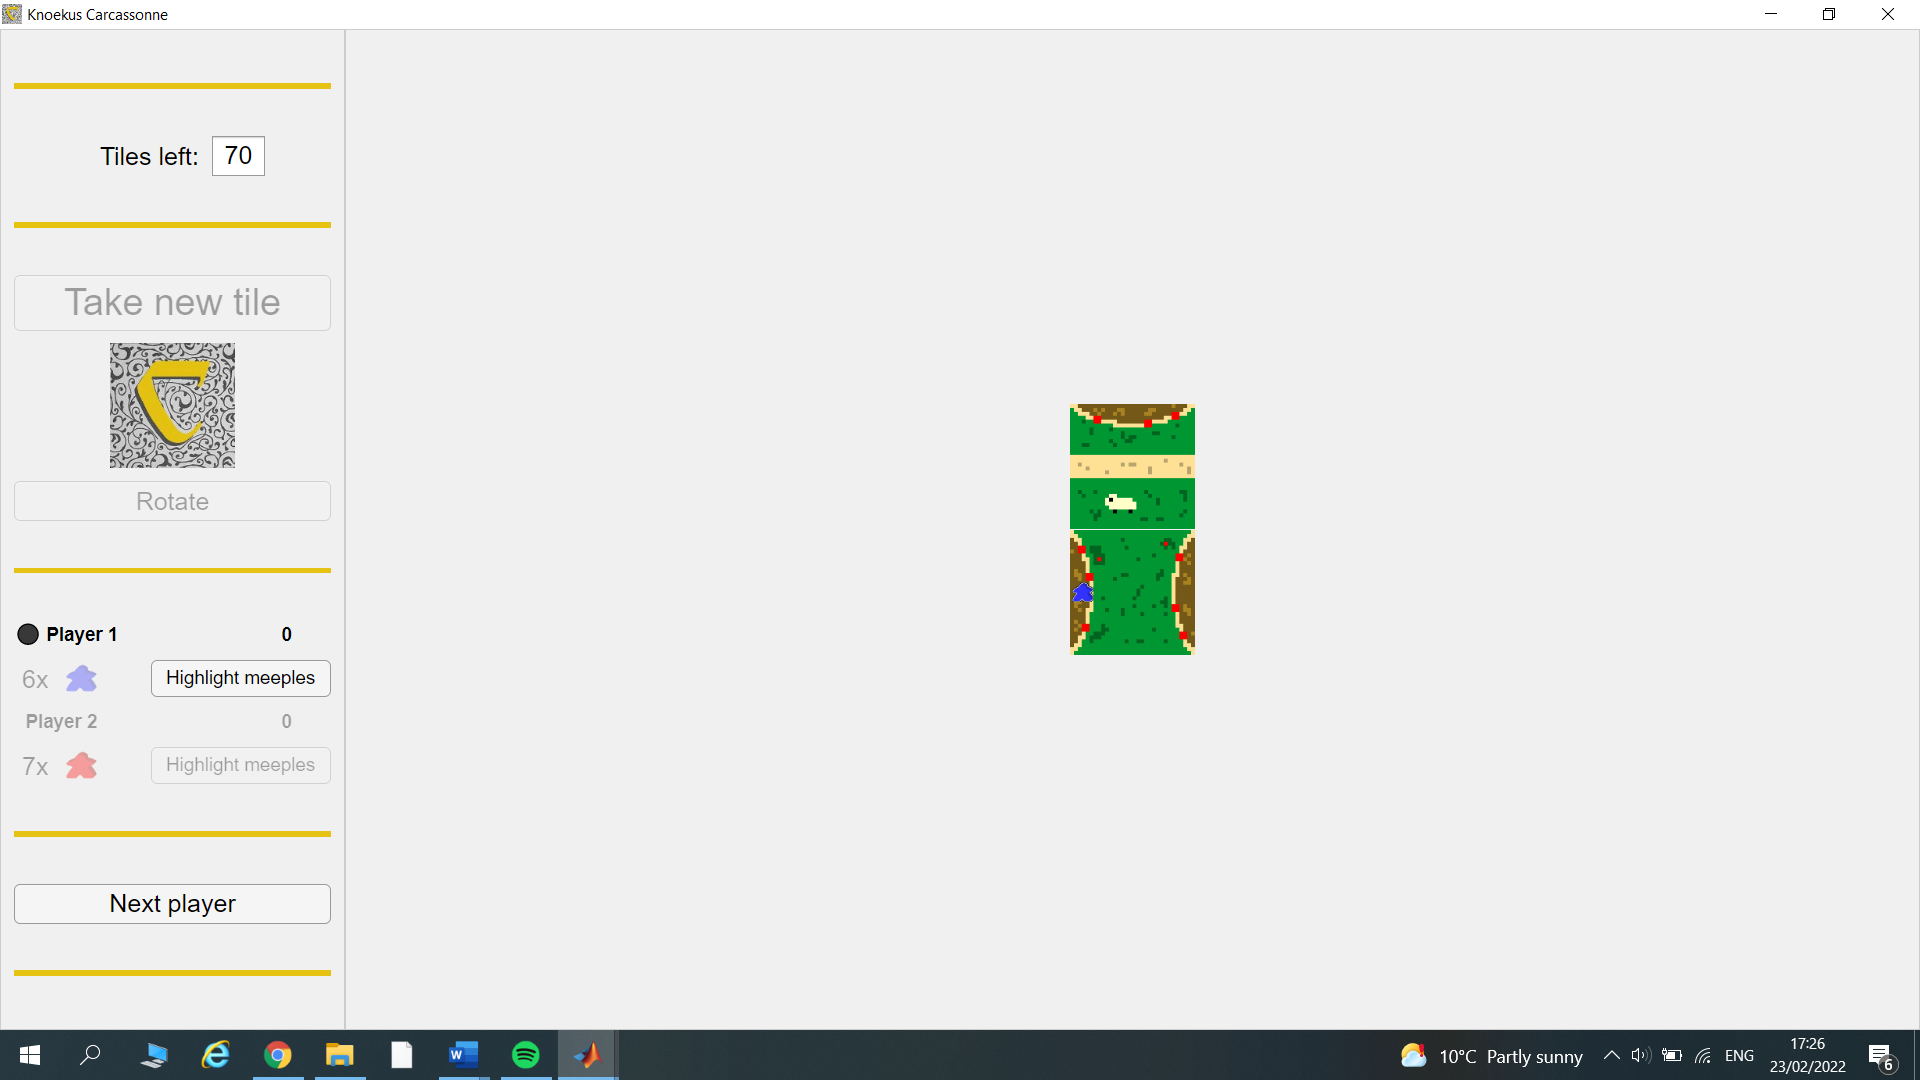 Knoekus Carcassonne
Tiles left: 70
Take new tile
C
Rotate
Player 1 0
6x Highlight meeples
Player 2 0
7x Highlight meeples
Next player
10°C Partly sunny ENG 17:26
23/02/2022 6